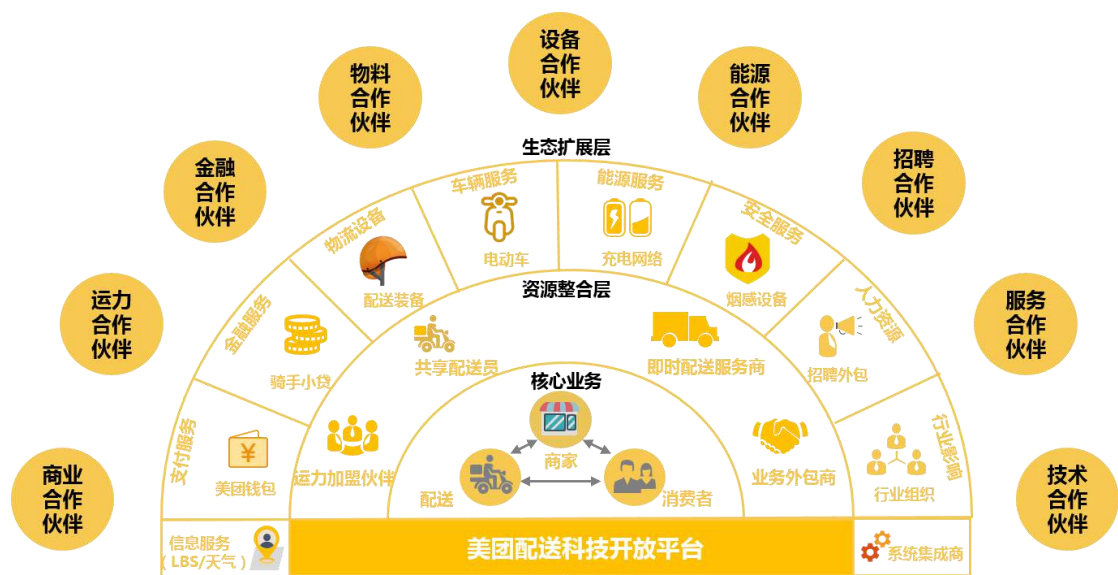 设备
合作
伙伴
物料
合作
伙伴
能源
合作
伙伴
金融
合作
伙伴
招聘
合作
伙伴
运力
合作
伙伴
服务
合作
伙伴
商业
合作
伙伴
技术
合作
伙伴
生态扩展层
支付服务
美团钱包
金融服务
骑手小贷
物流设备
配送装备
车辆服务
电动车
能源服务
充电网络
安全服务
烟感设备
人力资源
招聘外包
行业影响
行业组织
资源整合层
共享配送员
即时配送服务商
运力加盟伙伴
业务外包商
核心业务
商家
配送
消费者
信息服务
（LBS/天气）
美团配送科技开放平台
系统集成商